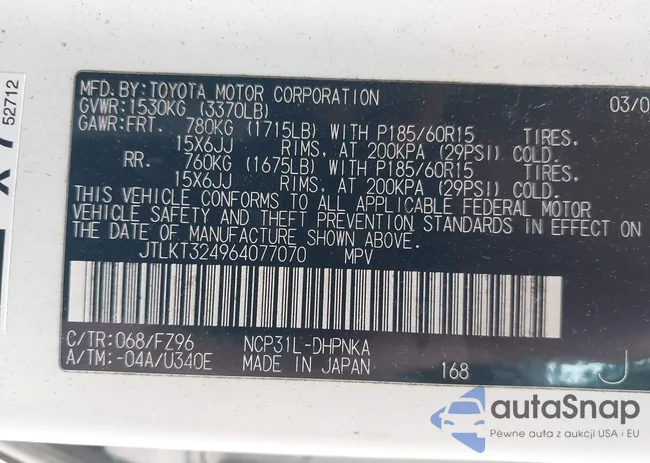 MFD. BY: TOYOTA MOTOR CORPORATION 03/0
GVWR: 1530KG (3370LB)
GAWR: FRT. 780KG (1715LB) WITH P185/60R15 TIRES.
15X6JJ RIMS, AT 200KPA (29PSI) COLD.
RR. 760KG (1675LB) WITH P185/60R15 TIRES.
15X6JJ RIMS, AT 200KPA (29PSI) COLD.
THIS VEHICLE CONFORMS TO ALL APPLICABLE FEDERAL MOTOR
VEHICLE SAFETY AND THEFT PREVENTION STANDARDS IN EFFECT ON
THE DATE OF MANUFACTURE SHOWN ABOVE.
JTLKT324964077070 MPV
C/TR: 068/FZ96 NCP31L-DHPNKA
A/TM: -04A/U340E MADE IN JAPAN 168 J
52712
autaSnap
Pewne auta z aukcji USA i EU